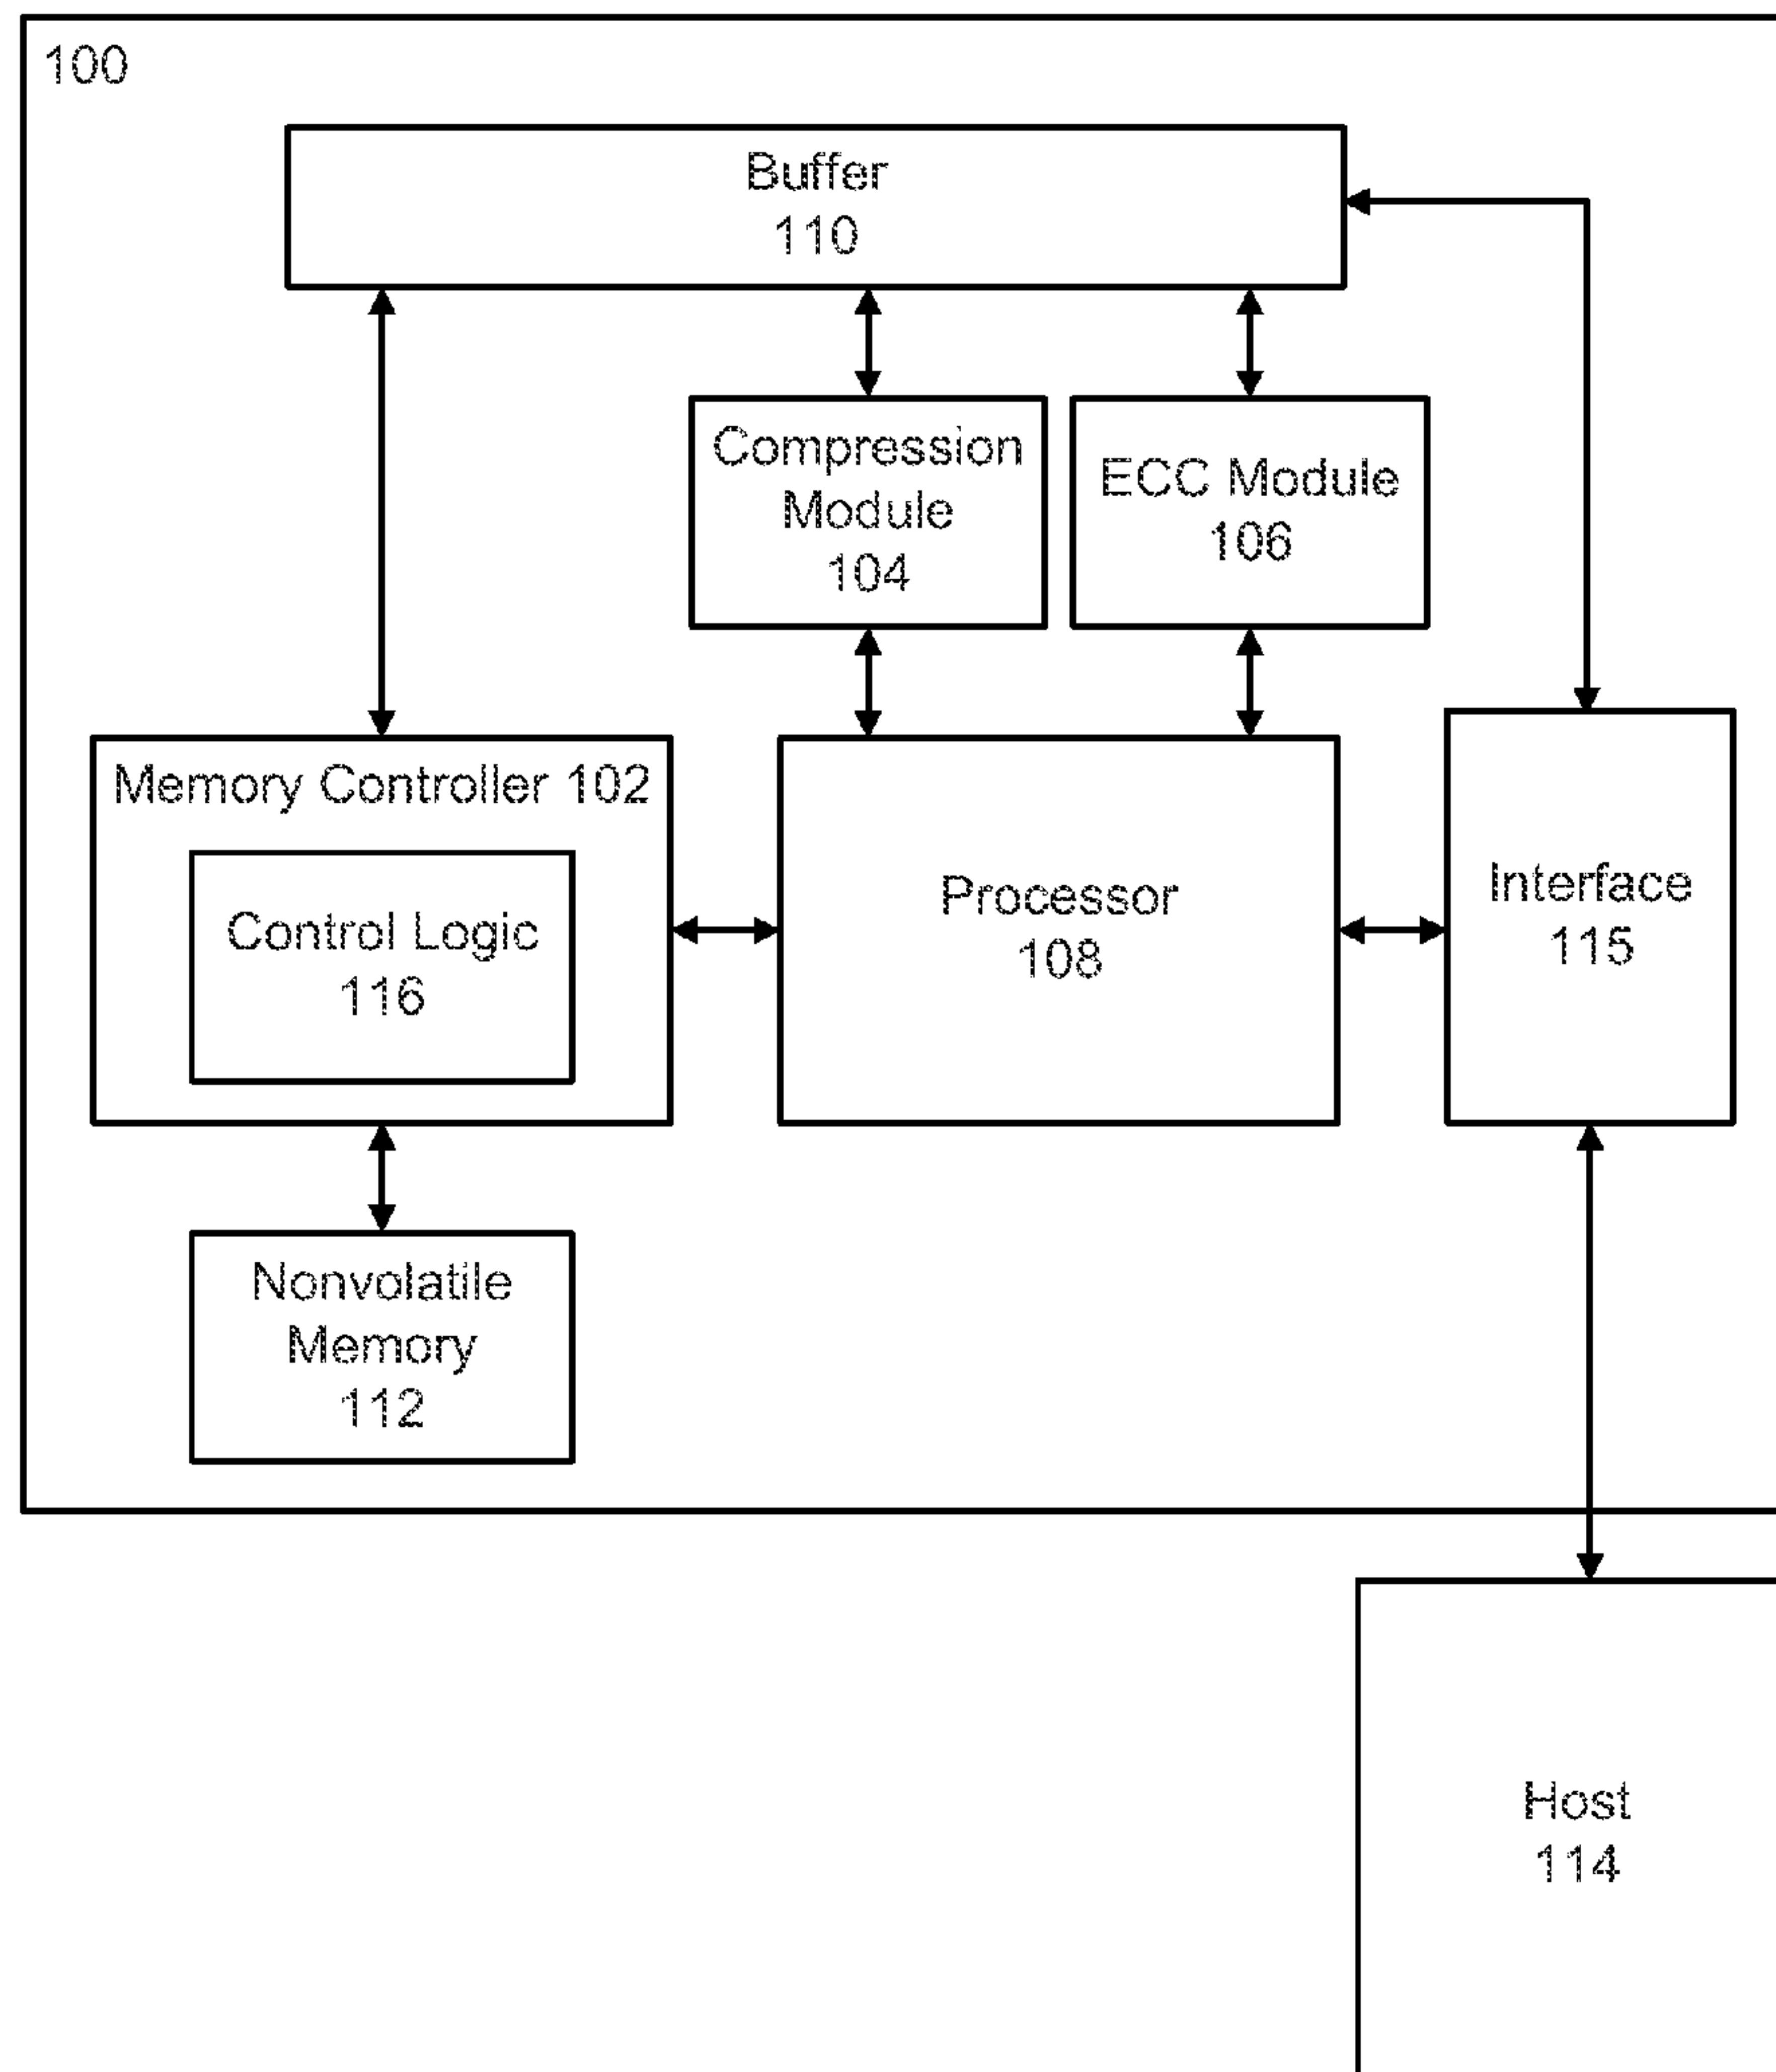 100
Buffer
110
Compression
Module
104
ECC Module
106
Memory Controller 102
Control Logic
116
Processor
108
Interface
115
Nonvolatile
Memory
112
Host
114